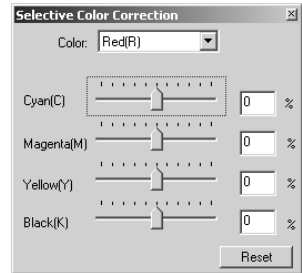 Selective Color Correction
Color: Red(R)
Cyan(C) 0 %
Magenta(M) 0 %
Yellow(Y) 0 %
Black(K) 0 %
Reset